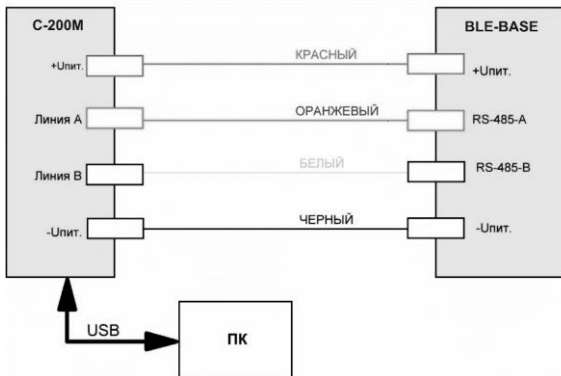 С-200М
BLE-BASE
КРАСНЫЙ
+Uпит.
+Uпит.
ОРАНЖЕВЫЙ
Линия А
RS-485-A
БЕЛЫЙ
Линия В
RS-485-B
ЧЕРНЫЙ
-Uпит.
-Uпит.
USB
ПК